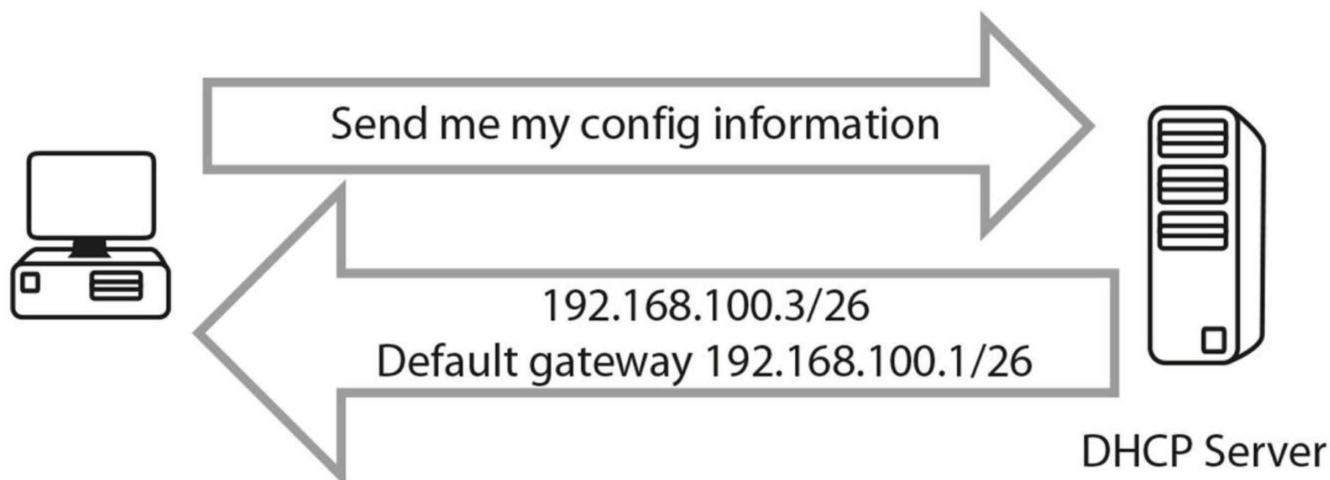 Send me my config information
192.168.100.3/26
Default gateway 192.168.100.1/26
DHCP Server